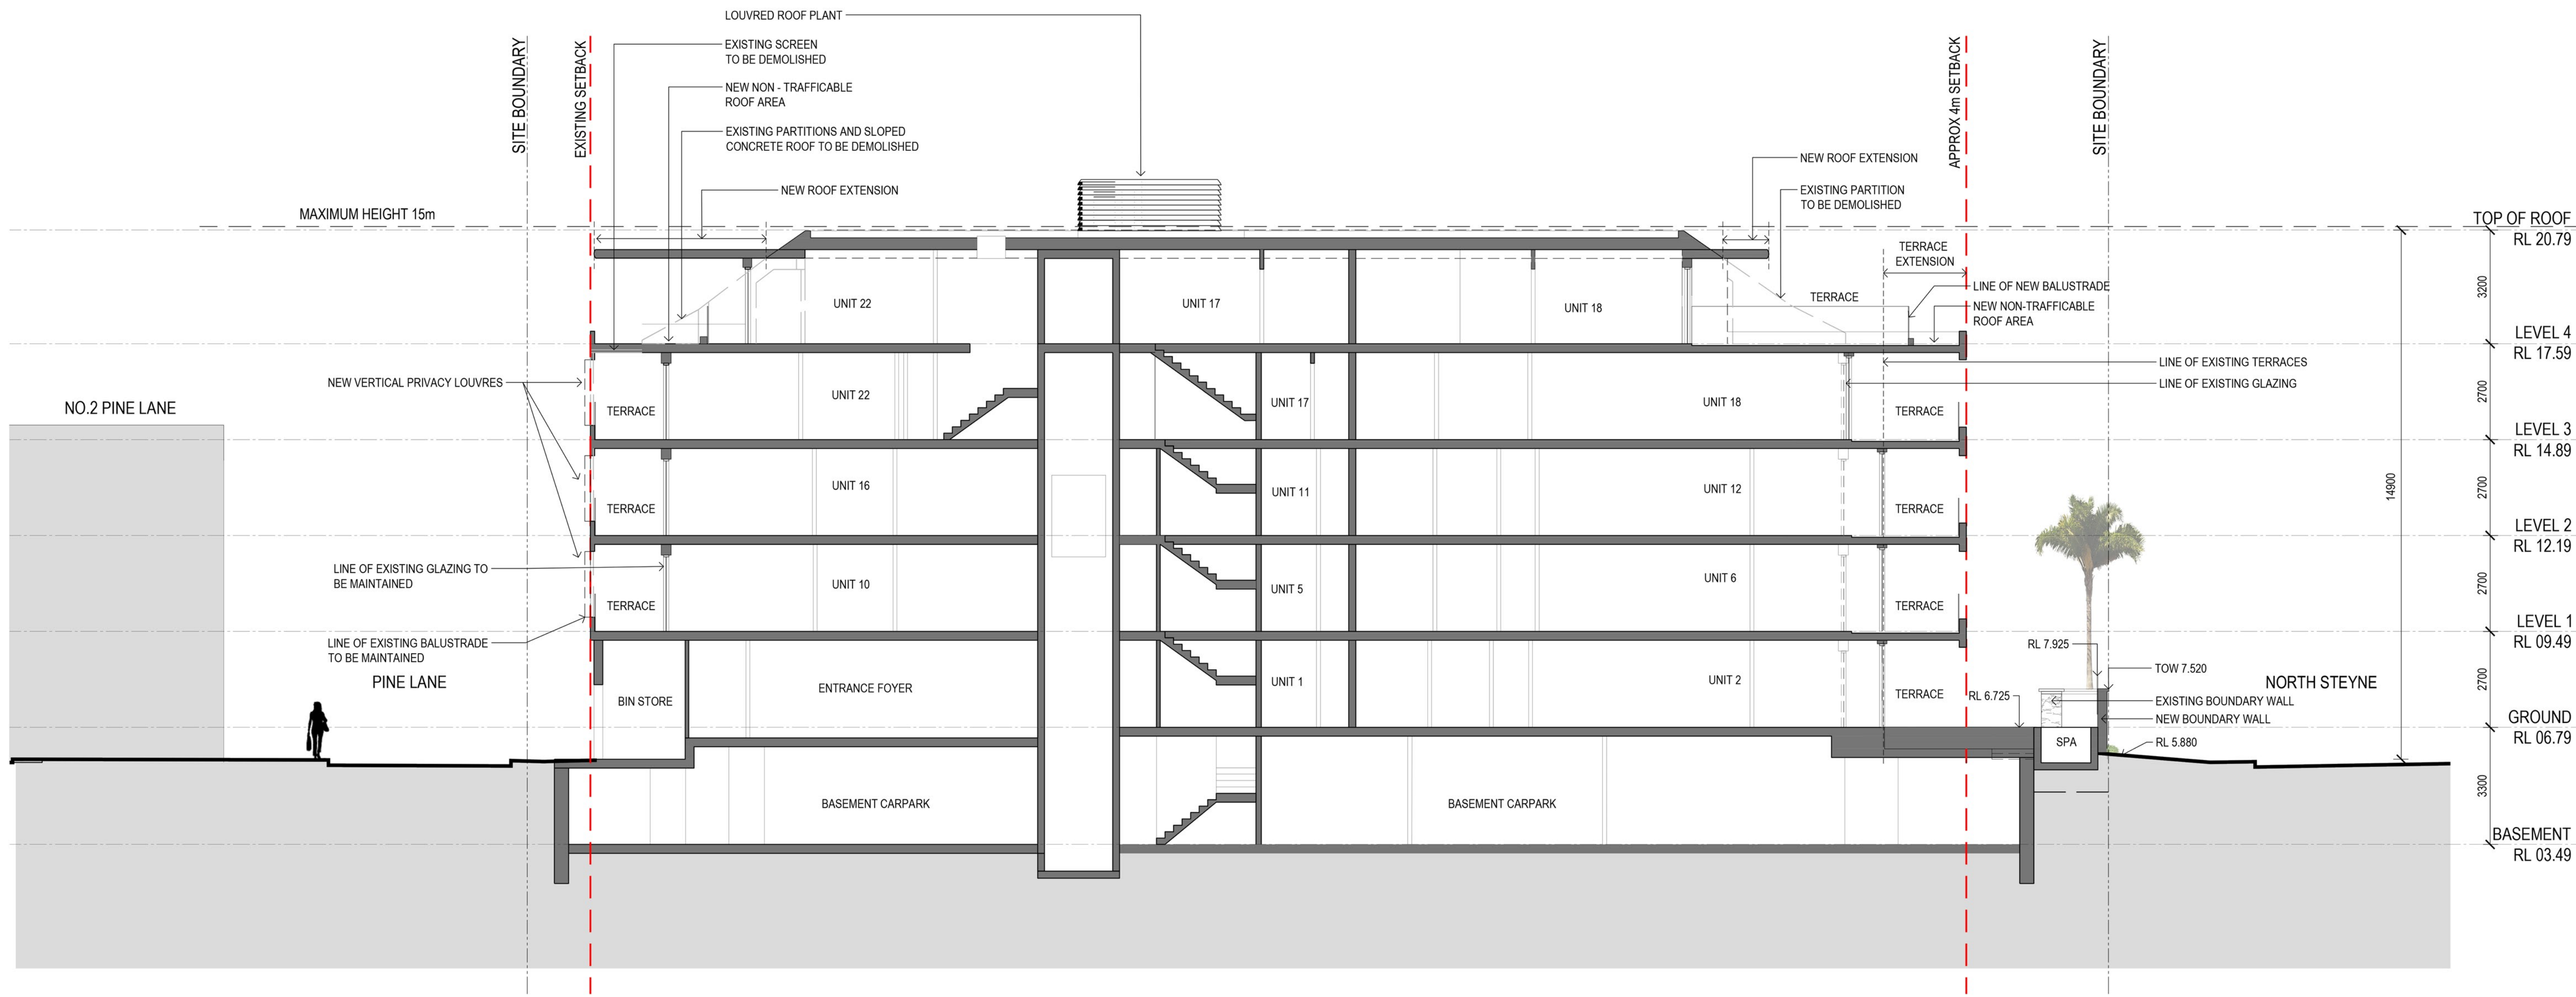 LOUVRED ROOF PLANT
EXISTING SCREEN
TO BE DEMOLISHED
NEW NON - TRAFFICABLE
ROOF AREA
EXISTING PARTITIONS AND SLOPED
CONCRETE ROOF TO BE DEMOLISHED
NEW ROOF EXTENSION
SITE BOUNDARY
EXISTING SETBACK
APPROX 4m SETBACK
SITE BOUNDARY
NEW ROOF EXTENSION
EXISTING PARTITION
TO BE DEMOLISHED
MAXIMUM HEIGHT 15m
TOP OF ROOF
RL 20.79
TERRACE
EXTENSION
UNIT 22
UNIT 17
UNIT 18
TERRACE
LINE OF NEW BALUSTRADE
NEW NON-TRAFFICABLE
ROOF AREA
3200
LEVEL 4
RL 17.59
LINE OF EXISTING TERRACES
LINE OF EXISTING GLAZING
NEW VERTICAL PRIVACY LOUVRES
NO.2 PINE LANE
TERRACE
UNIT 22
UNIT 17
UNIT 18
TERRACE
2700
LEVEL 3
RL 14.89
TERRACE
UNIT 16
UNIT 11
UNIT 12
TERRACE
2700
14900
LEVEL 2
RL 12.19
LINE OF EXISTING GLAZING TO
BE MAINTAINED
TERRACE
UNIT 10
UNIT 5
UNIT 6
TERRACE
2700
LEVEL 1
RL 09.49
LINE OF EXISTING BALUSTRADE
TO BE MAINTAINED
PINE LANE
BIN STORE
ENTRANCE FOYER
UNIT 1
UNIT 2
TERRACE
RL 7.925
RL 6.725
TOW 7.520
NORTH STEYNE
EXISTING BOUNDARY WALL
NEW BOUNDARY WALL
2700
GROUND
RL 06.79
SPA
RL 5.880
BASEMENT CARPARK
BASEMENT CARPARK
3300
BASEMENT
RL 03.49